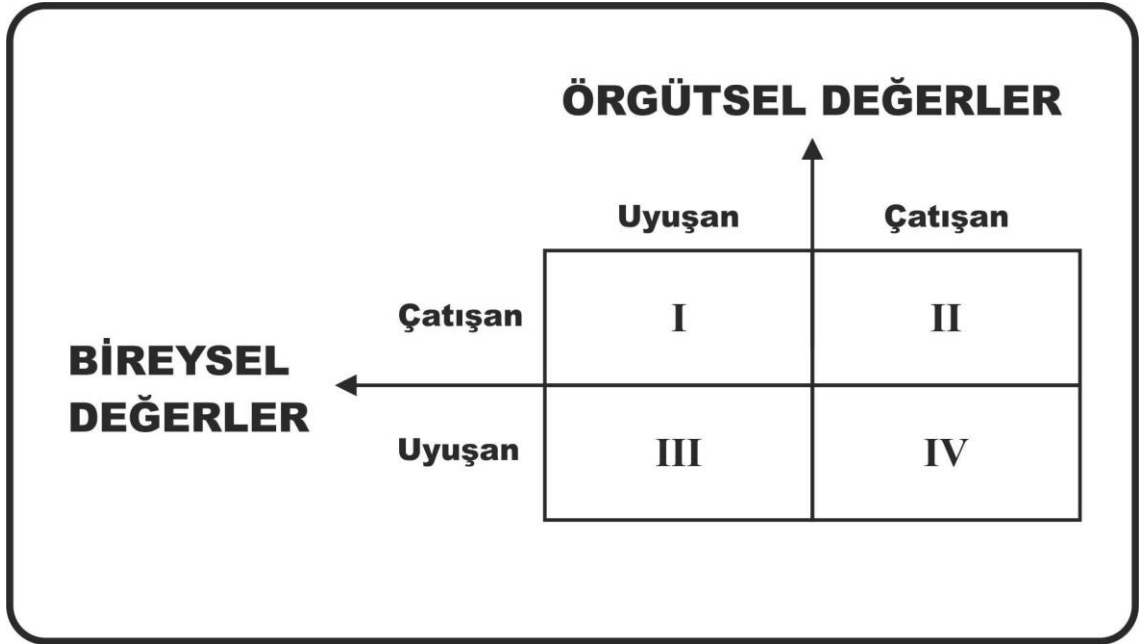 ÖRGÜTSEL DEĞERLER
Uyuşan Çatışan
Çatışan I II
BİREYSEL
DEĞERLER
Uyuşan III IV